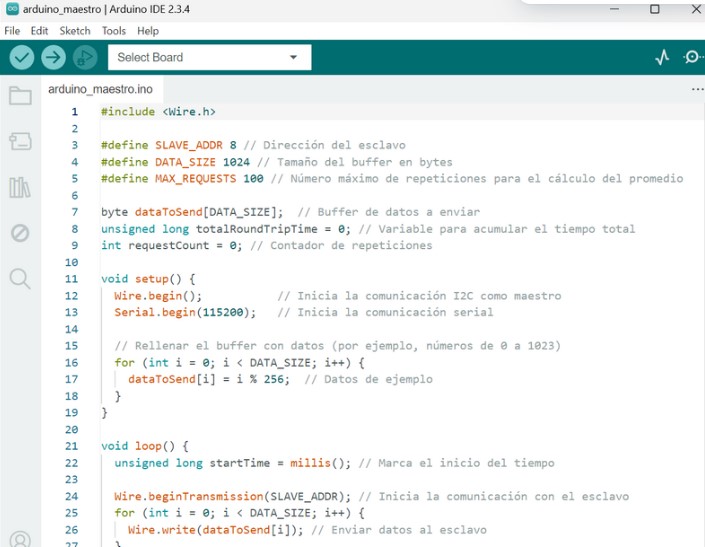 arduino_maestro | Arduino IDE 2.3.4
File Edit Sketch Tools Help
Select Board
arduino_maestro.ino
1 #include <Wire.h>
2
3 #define SLAVE_ADDR 8 // Dirección del esclavo
4 #define DATA_SIZE 1024 // Tamaño del buffer en bytes
5 #define MAX_REQUESTS 100 // Número máximo de repeticiones para el cálculo del promedio
6
7 byte dataToSend[DATA_SIZE];  // Buffer de datos a enviar
8 unsigned long totalRoundTripTime = 0; // Variable para acumular el tiempo total
9 int requestCount = 0; // Contador de repeticiones
10
11 void setup() {
12   Wire.begin();            // Inicia la comunicación I2C como maestro
13   Serial.begin(115200);   // Inicia la comunicación serial
14
15   // Rellenar el buffer con datos (por ejemplo, números de 0 a 1023)
16   for (int i = 0; i < DATA_SIZE; i++) {
17     dataToSend[i] = i % 256;  // Datos de ejemplo
18   }
19 }
20
21 void loop() {
22   unsigned long startTime = millis(); // Marca el inicio del tiempo
23
24   Wire.beginTransmission(SLAVE_ADDR); // Inicia la comunicación con el esclavo
25   for (int i = 0; i < DATA_SIZE; i++) {
26     Wire.write(dataToSend[i]); // Enviar datos al esclavo
27   }